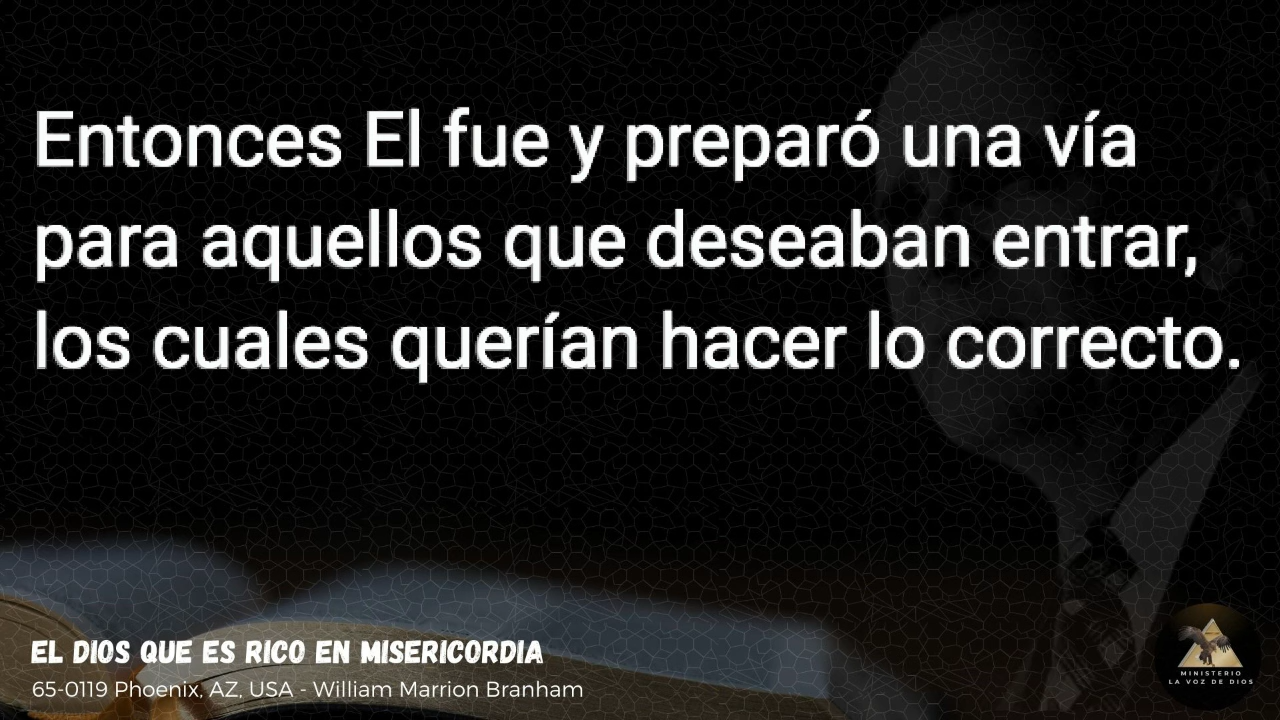 Entonces El fue y preparó una vía
para aquellos que deseaban entrar,
los cuales querían hacer lo correcto.
EL DIOS QUE ES RICO EN MISERICORDIA
65-0119 Phoenix, AZ, USA - William Marrion Branham
MINISTERIO
LA VOZ DE DIOS